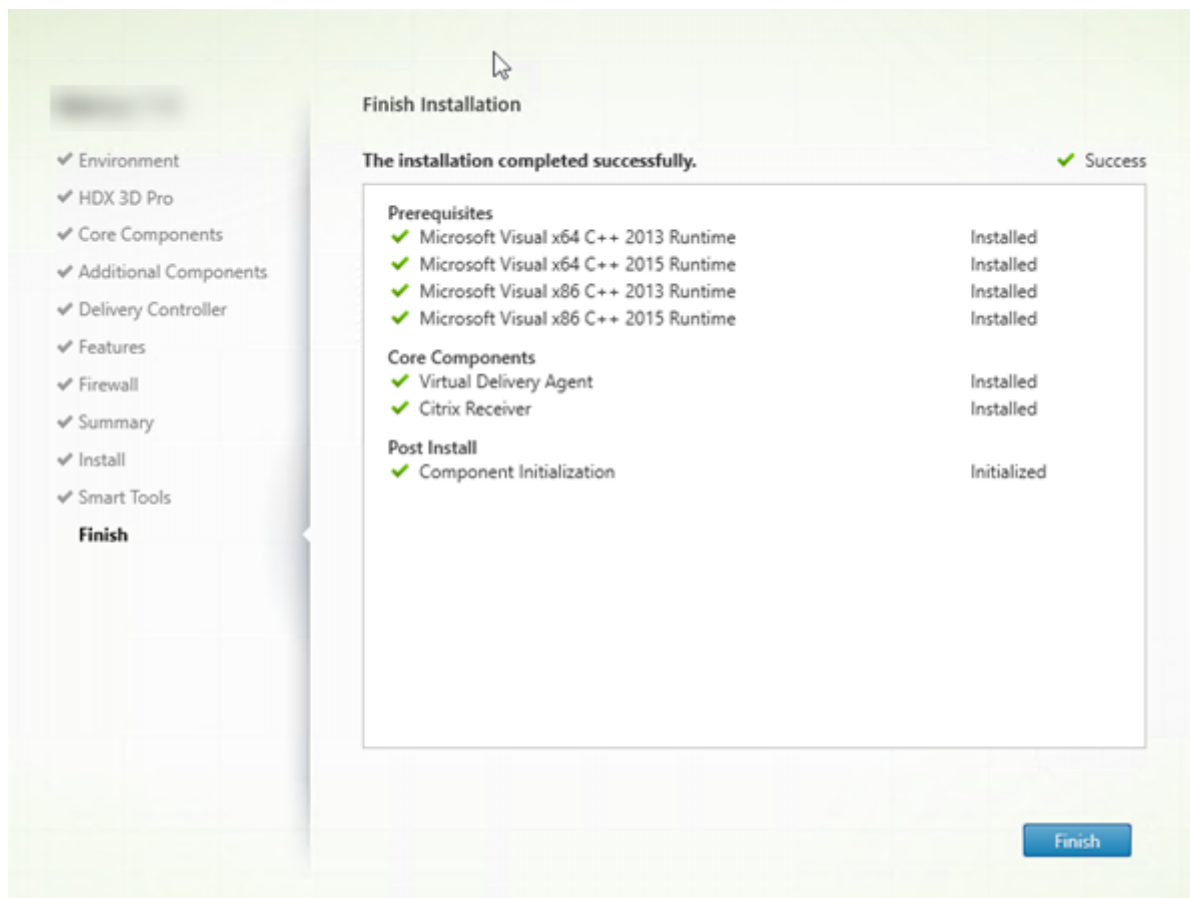 Finish Installation
Environment
HDX 3D Pro
Core Components
Additional Components
Delivery Controller
Features
Firewall
Summary
Install
Smart Tools
Finish
The installation completed successfully.
Success
Prerequisites
Microsoft Visual x64 C++ 2013 Runtime Installed
Microsoft Visual x64 C++ 2015 Runtime Installed
Microsoft Visual x86 C++ 2013 Runtime Installed
Microsoft Visual x86 C++ 2015 Runtime Installed
Core Components
Virtual Delivery Agent Installed
Citrix Receiver Installed
Post Install
Component Initialization Initialized
Finish